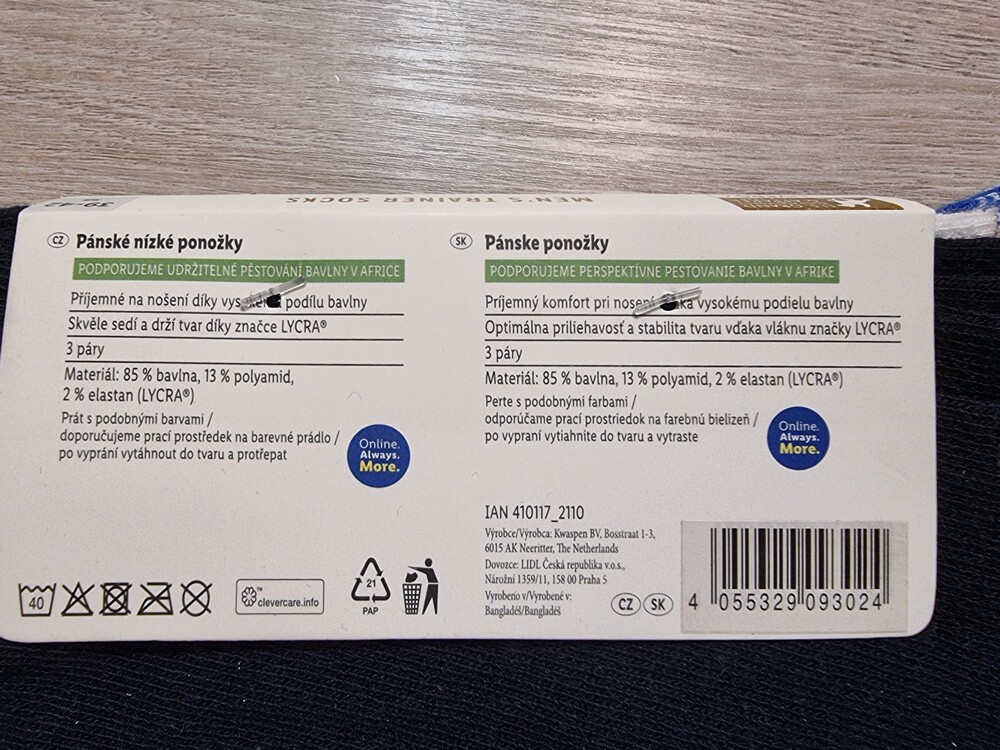 39-42
MEN'S TRAINER SOCKS
CZ Pánské nízké ponožky
PODPORUJEME UDRŽITELNÉ PĚSTOVÁNÍ BAVLNY V AFRICE
Příjemné na nošení díky podílu bavlny
Skvěle sedí a drží tvar díky značce LYCRA®
3 páry
Materiál: 85 % bavlna, 13 % polyamid,
2 % elastan (LYCRA®)
Prát s podobnými barvami /
doporučujeme prací prostředek na barevné prádlo /
po vyprání vytáhnout do tvaru a protřepat
Online.
Always.
More.
40
clevercare.info
TM
21
PAP
SK Pánske ponožky
PODPORUJEME PERSPEKTÍVNE PESTOVANIE BAVLNY V AFRIKE
Príjemný komfort pri vysokému podielu bavlny
Optimálna priliehavosť a stabilita tvaru vďaka vláknu značky LYCRA®
3 páry
Materiál: 85 % bavlna, 13 % polyamid, 2 % elastan (LYCRA®)
Perte s podobnými farbami /
odporúčame prací prostriedok na farebnú bielizeň /
po vypraní vytiahnite do tvaru a vytraste
Online.
Always.
More.
IAN 410117_2110
Výrobce/Výrobca: Kwaspen BV, Bosstraat 1-3,
6015 AK Neeritter, The Netherlands
Dovozce: LIDL Česká republika v.o.s.,
Nárožní 1359/11, 158 00 Praha 5
Vyrobeno v/Vyrobené v:
Bangladéš/Bangladéš
CZ SK
4 055329 093024